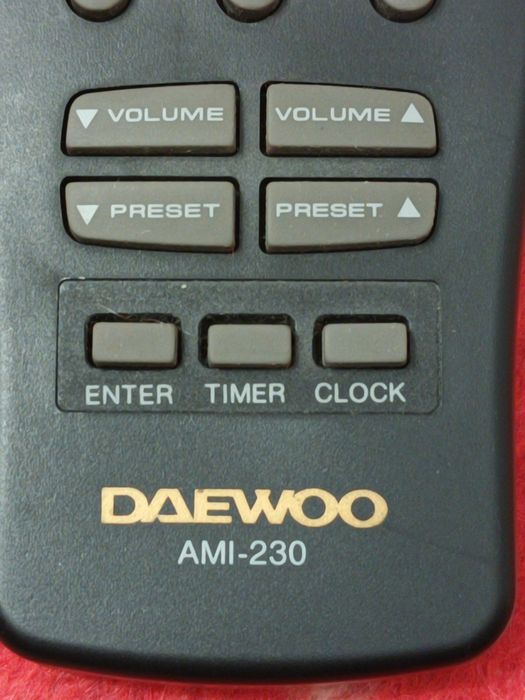 ▼ VOLUME VOLUME ▲
▼ PRESET PRESET ▲
ENTER TIMER CLOCK
DAEWOO
AMI-230